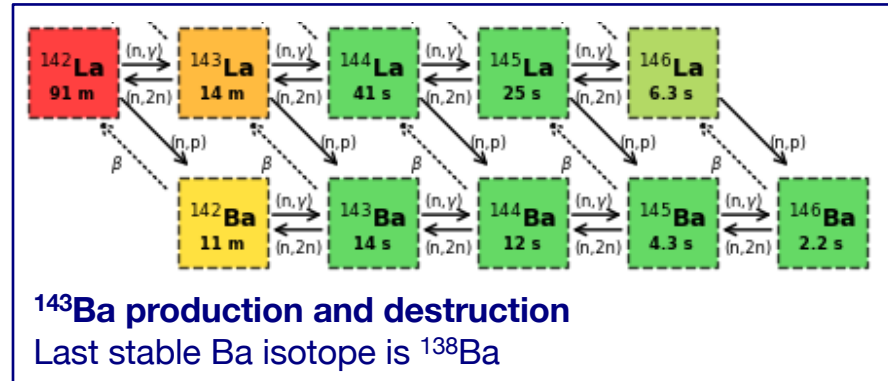 ¹⁴²La (n,γ) ¹⁴³La (n,γ) ¹⁴⁴La (n,γ) ¹⁴⁵La (n,γ) ¹⁴⁶La
91 m (n,2n) 14 m (n,2n) 41 s (n,2n) 25 s (n,2n) 6.3 s
(n,p) (n,p) (n,p) (n,p) (n,p)
β β β β β
¹⁴²Ba (n,γ) ¹⁴³Ba (n,γ) ¹⁴⁴Ba (n,γ) ¹⁴⁵Ba (n,γ) ¹⁴⁶Ba
11 m (n,2n) 14 s (n,2n) 12 s (n,2n) 4.3 s (n,2n) 2.2 s
¹⁴³Ba production and destruction
Last stable Ba isotope is ¹³⁸Ba